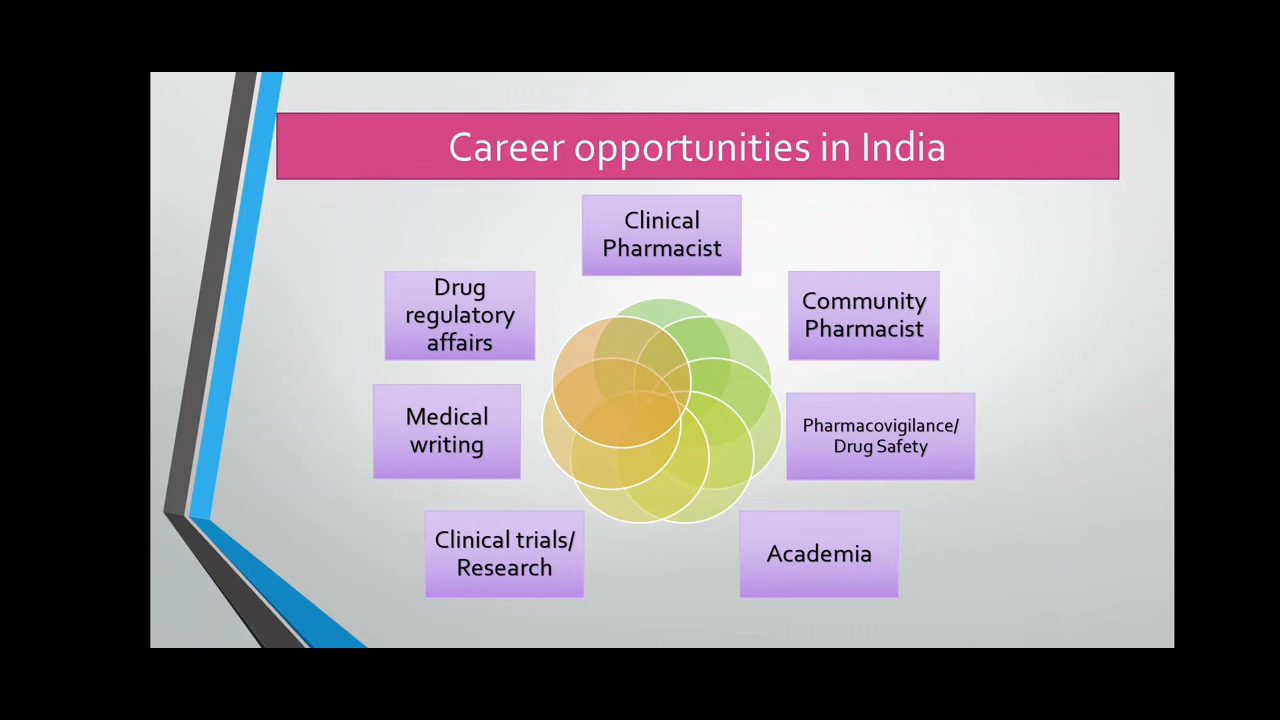 Career opportunities in India
Clinical
Pharmacist
Drug
regulatory
affairs
Community
Pharmacist
Medical
writing
Pharmacovigilance/
Drug Safety
Clinical trials/
Research
Academia